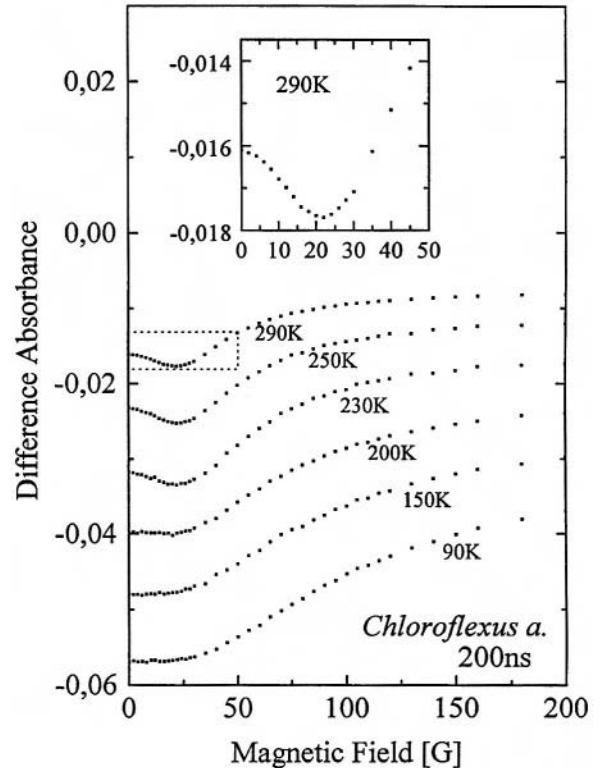 0,02
0,00
-0,02
-0,04
-0,06
Difference Absorbance
-0,014
-0,016
-0,018
290K
0 10 20 30 40 50
290K
250K
230K
200K
150K
90K
Chloroflexus a.
200ns
0 50 100 150 200
Magnetic Field [G]